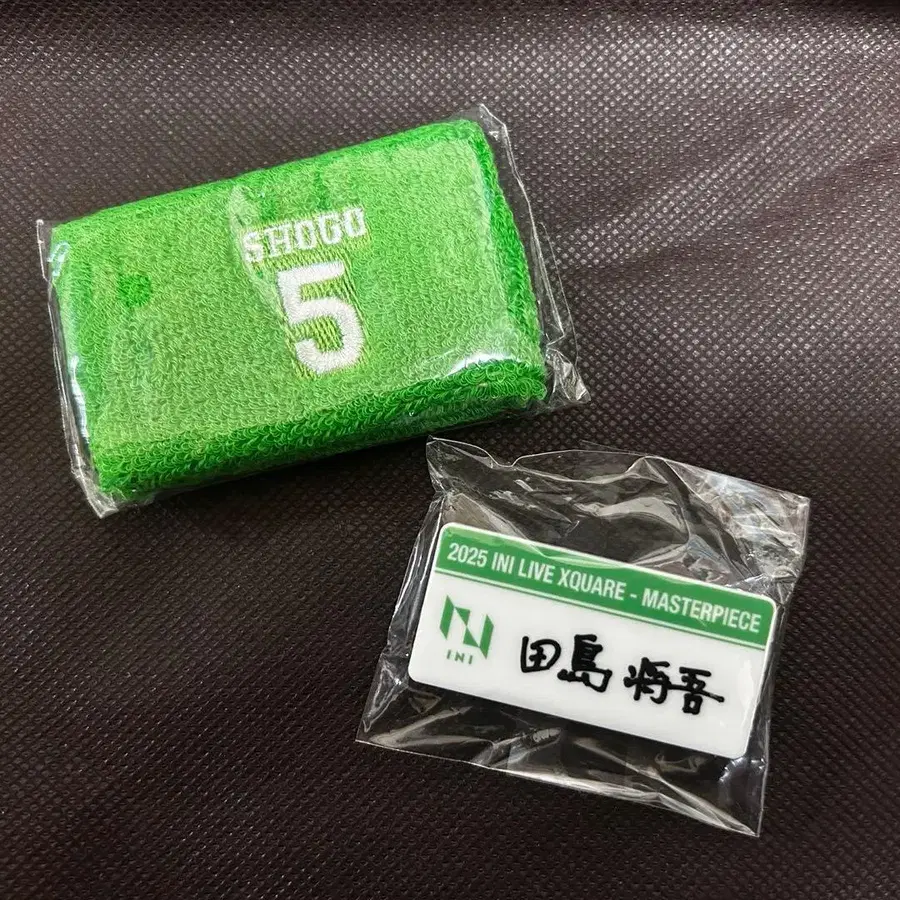 SHOGO
5
2025 INI LIVE XQUARE - MASTERPIECE
INI
田島 将吾